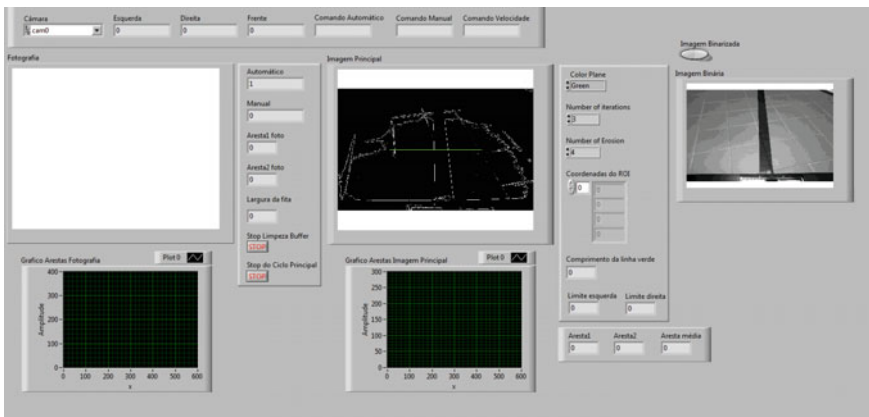 Câmara Esquerda Direita Frente Comando Automático Comando Manual Comando Velocidade
cam0 0 0 0
Imagem Binarizada
Fotografia
Automático
1
Manual
0
Aresta1 foto
0
Aresta2 foto
0
Largura da fita
0
Stop Limpeza Buffer
STOP
Stop do Ciclo Principal
STOP
Imagem Principal
Color Plane
Green
Number of iterations
3
Number of Erosion
4
Coordenadas do ROI
0 0
0
0
0
Comprimento da linha verde
0
Limite esquerda Limite direita
0 0
Imagem Binária
Grafico Arestas Fotografia Plot 0
400
300
200
100
0
Amplitude
0 100 200 300 400 500 600
x
Grafico Arestas Imagem Principal Plot 0
300
250
200
150
100
50
0
Amplitude
0 100 200 300 400 500 600
x
Aresta1 Aresta2 Aresta média
0 0 0